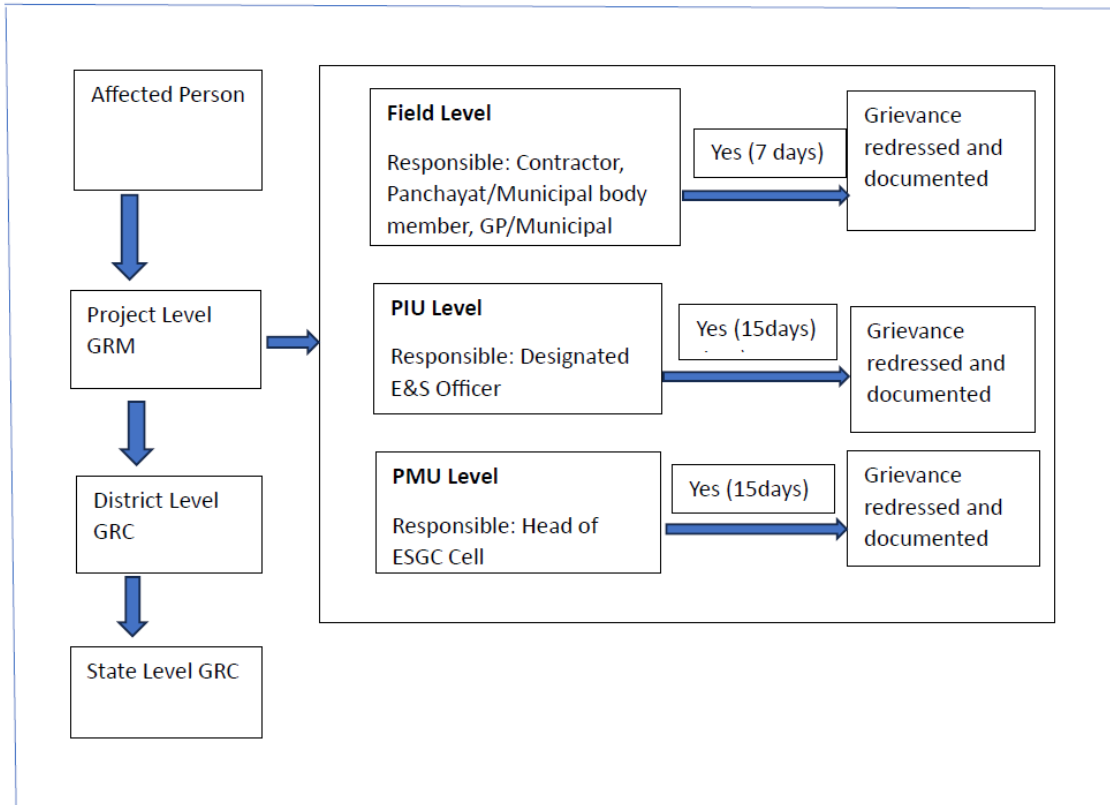 Affected Person
Project Level
GRM
District Level
GRC
State Level GRC
Field Level
Responsible: Contractor,
Panchayat/Municipal body
member, GP/Municipal
Yes (7 days)
Grievance
redressed and
documented
PIU Level
Responsible: Designated
E&S Officer
Yes (15days)
Grievance
redressed and
documented
PMU Level
Responsible: Head of
ESGC Cell
Yes (15days)
Grievance
redressed and
documented